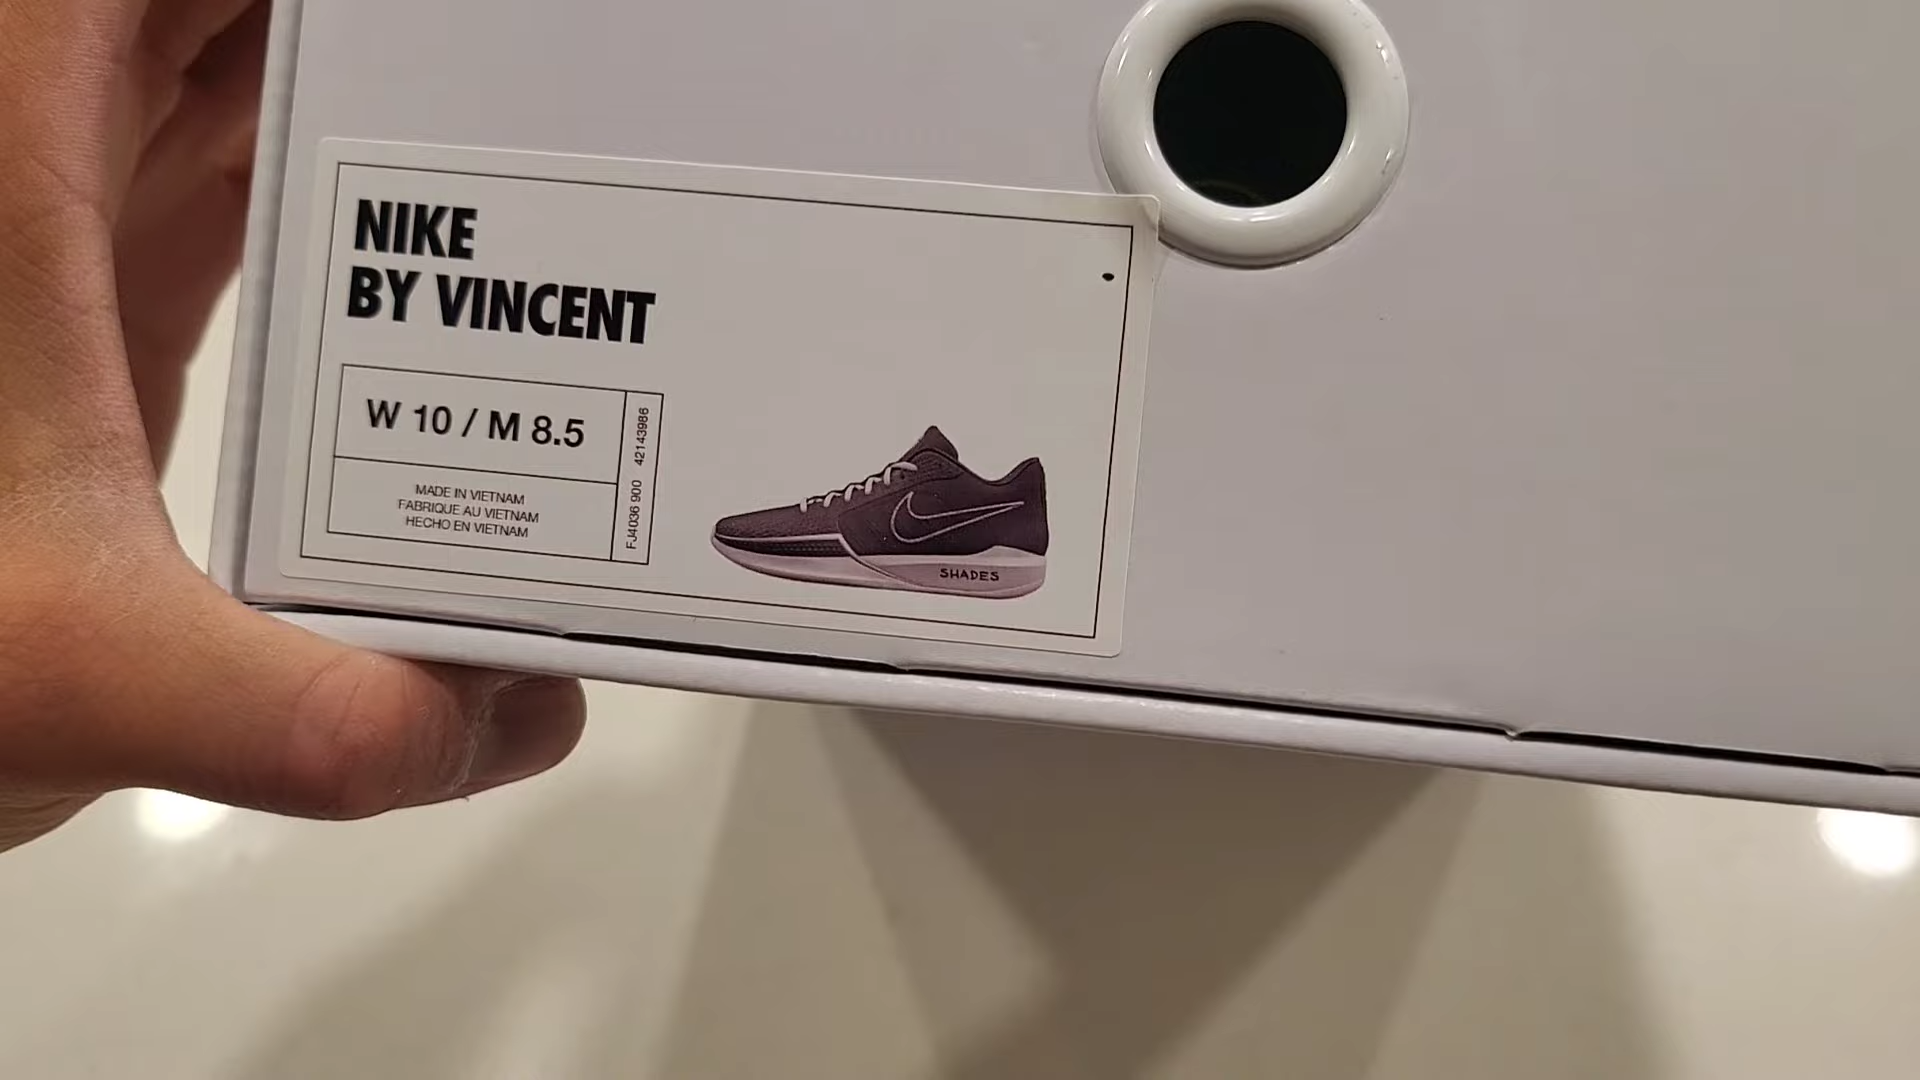 NIKE
BY VINCENT
W 10 / M 8.5
MADE IN VIETNAM
FABRIQUE AU VIETNAM
HECHO EN VIETNAM
FJ4036 900 42143986
SHADES